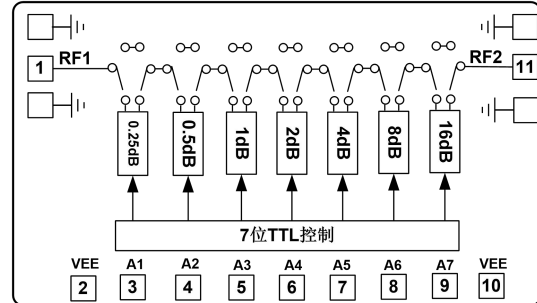 1 RF1 RF2 11
0.25dB 0.5dB 1dB 2dB 4dB 8dB 16dB
7位TTL控制
VEE A1 A2 A3 A4 A5 A6 A7 VEE
2 3 4 5 6 7 8 9 10